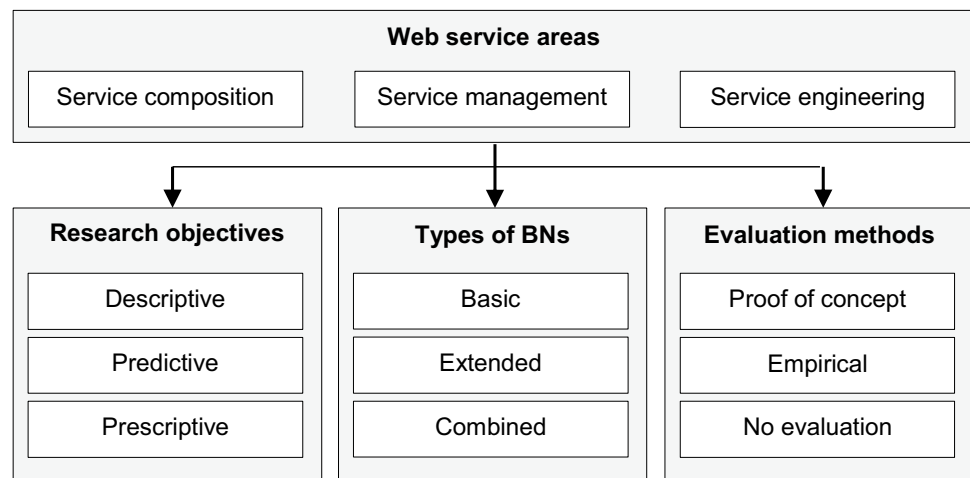 Web service areas
Service composition
Service management
Service engineering
Research objectives
Descriptive
Predictive
Prescriptive
Types of BNs
Basic
Extended
Combined
Evaluation methods
Proof of concept
Empirical
No evaluation